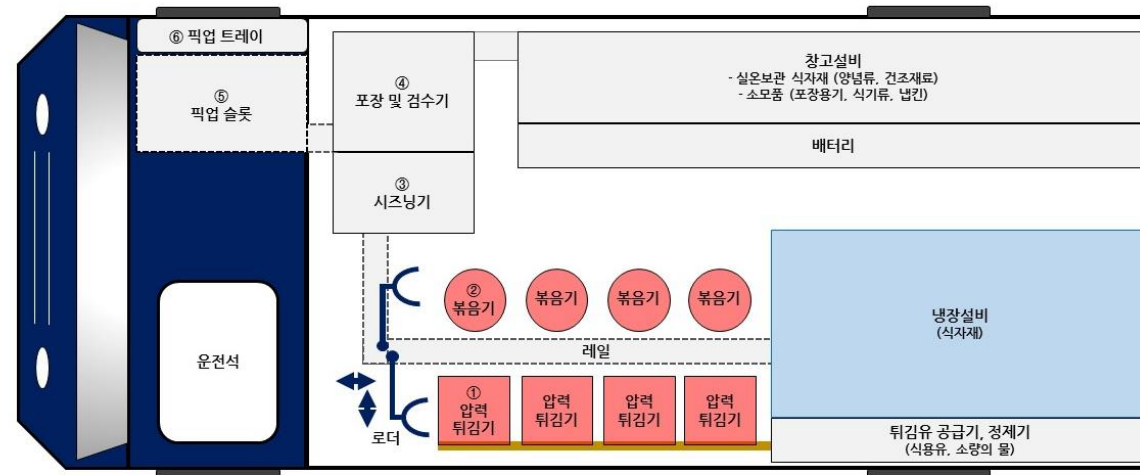 ⑥ 픽업 트레이
⑤
픽업 슬롯
④
포장 및 검수기
③
시즈닝기
창고설비
- 실온보관 식자재 (양념류, 건조재료)
- 소모품 (포장용기, 식기류, 냅킨)
배터리
②
볶음기
볶음기
볶음기
볶음기
레일
운전석
로더
①
압력
튀김기
압력
튀김기
압력
튀김기
압력
튀김기
냉장설비
(식자재)
튀김유 공급기, 정제기
(식용유, 소량의 물)